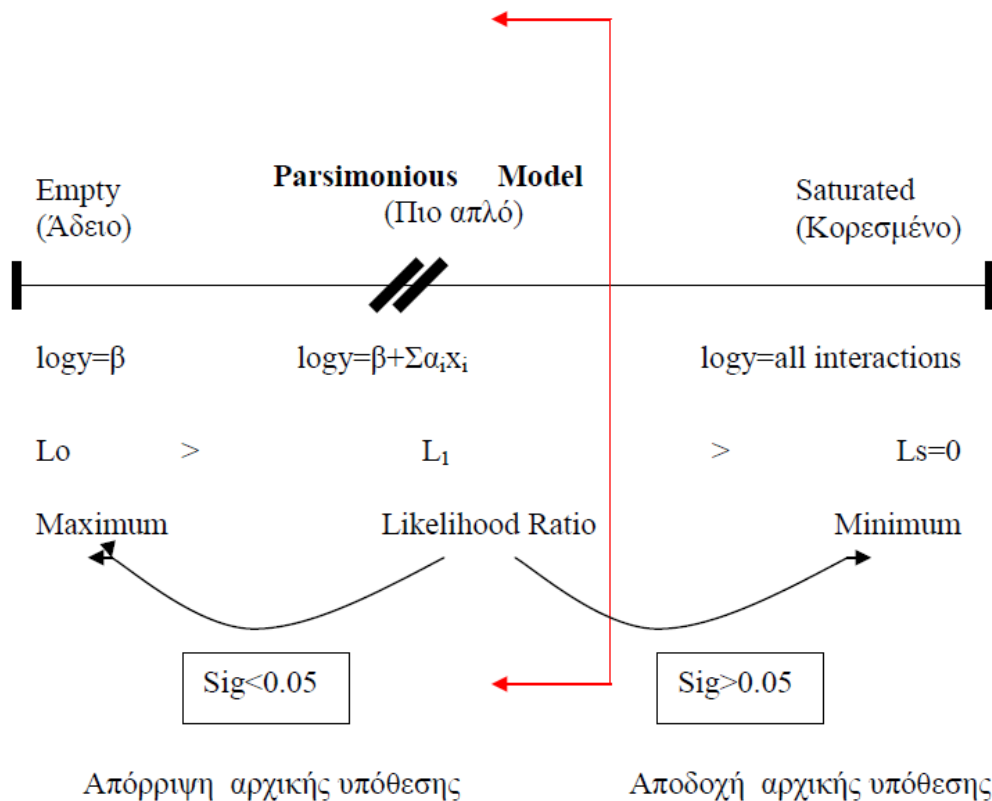 Parsimonious Model
Empty
(Άδειο)
(Πιο απλό)
Saturated
(Κορεσμένο)
logy=β
logy=β+Σαᵢxᵢ
logy=all interactions
Lo > L₁ > Ls=0
Maximum Likelihood Ratio Minimum
Sig<0.05
Sig>0.05
Απόρριψη αρχικής υπόθεσης
Αποδοχή αρχικής υπόθεσης